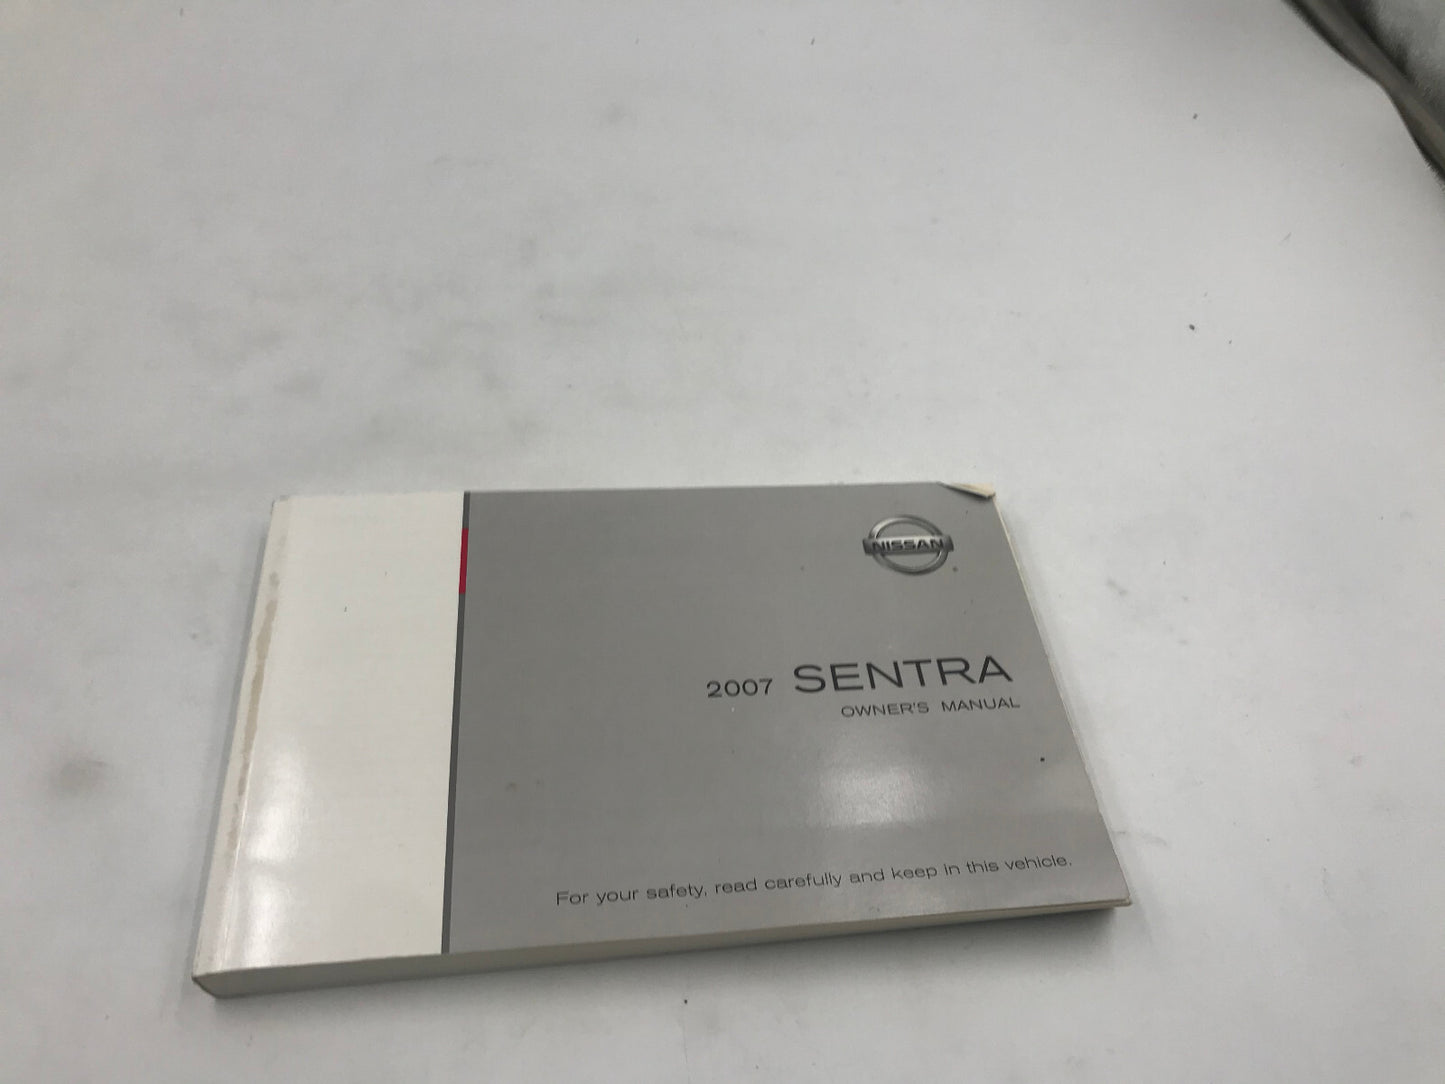 NISSAN
2007 SENTRA
OWNER'S MANUAL
For your safety, read carefully and keep in this vehicle.